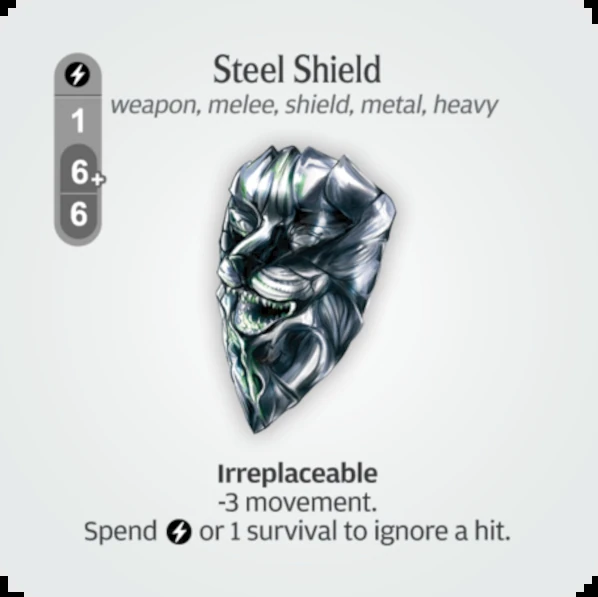 Steel Shield
weapon, melee, shield, metal, heavy
1
6+
6
Irreplaceable
-3 movement.
Spend or 1 survival to ignore a hit.